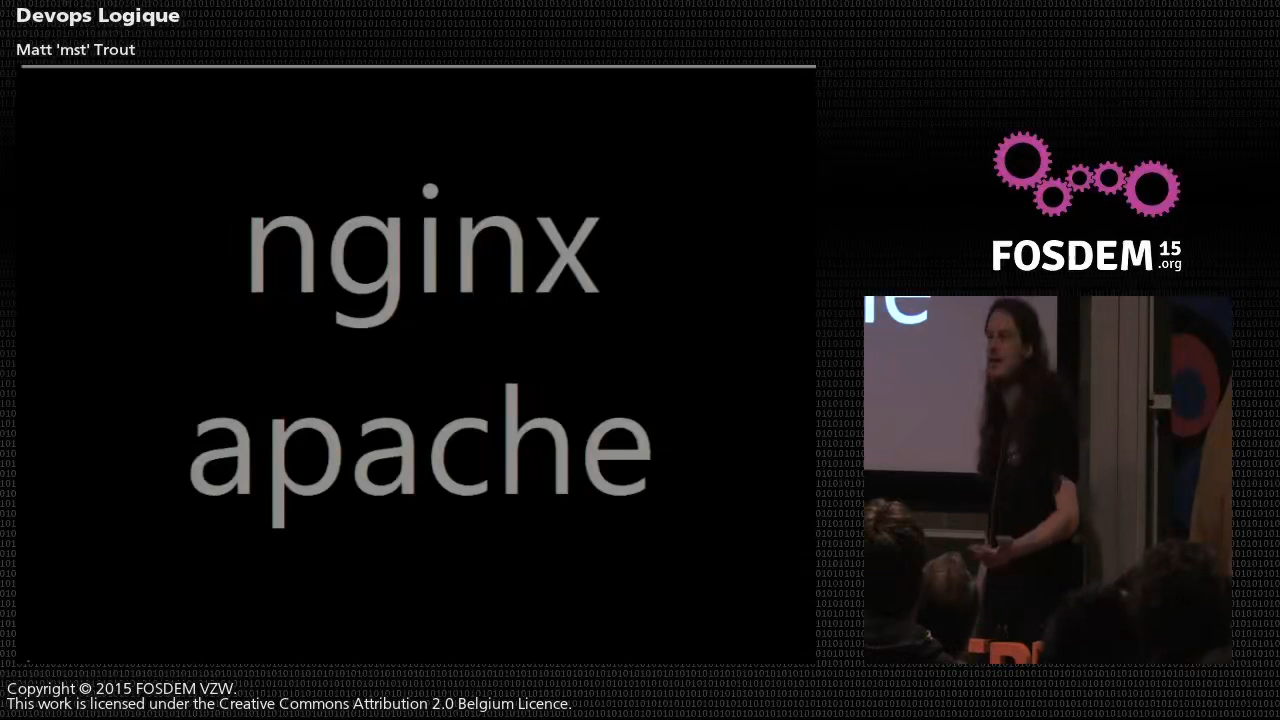 Devops Logique
Matt 'mst' Trout
nginx
apache
FOSDEM 15
.org
Copyright © 2015 FOSDEM VZW.
This work is licensed under the Creative Commons Attribution 2.0 Belgium Licence.